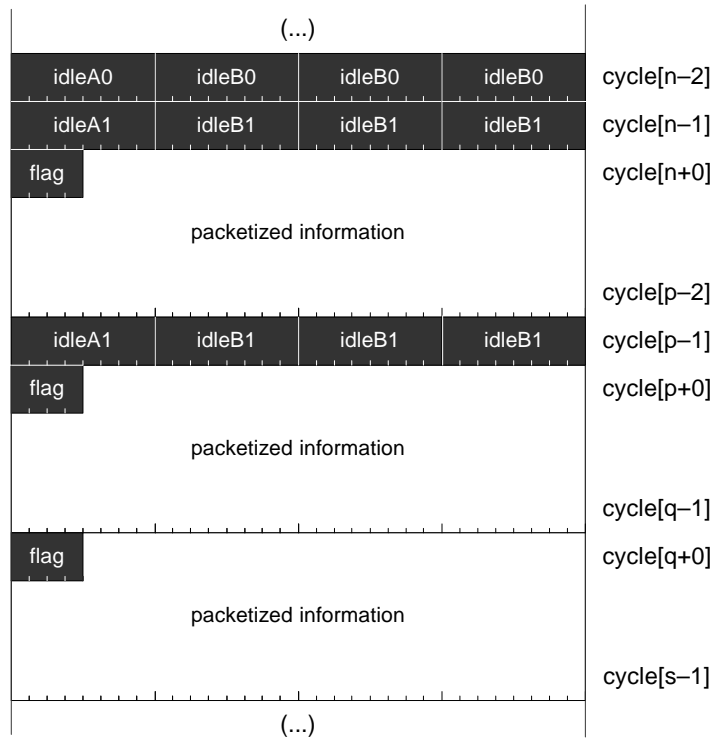 (...)
idleA0 idleB0 idleB0 idleB0 cycle[n–2]
idleA1 idleB1 idleB1 idleB1 cycle[n–1]
flag cycle[n+0]
packetized information
cycle[p–2]
idleA1 idleB1 idleB1 idleB1 cycle[p–1]
flag cycle[p+0]
packetized information
cycle[q–1]
flag cycle[q+0]
packetized information
cycle[s–1]
(...)